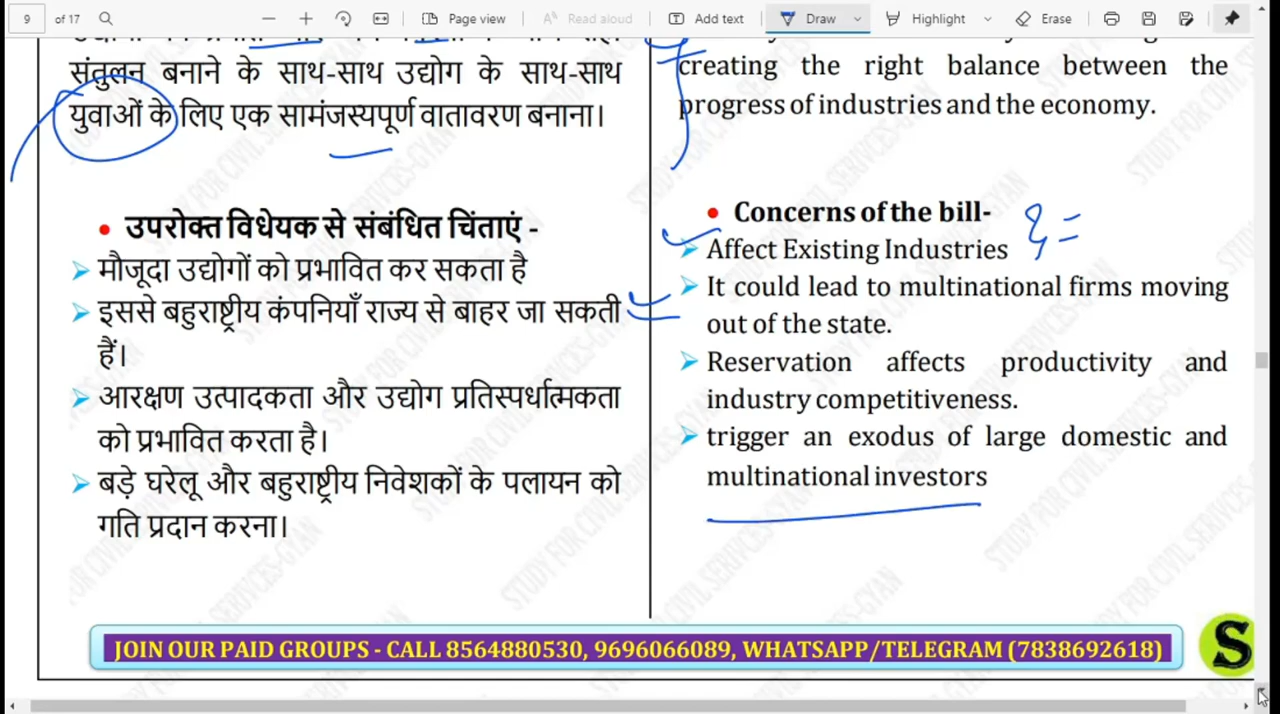 9 of 17
Page view
Read aloud
Add text
Draw
Highlight
Erase
संतुलन बनाने के साथ-साथ उद्योग के साथ-साथ
युवाओं के लिए एक सामंजस्यपूर्ण वातावरण बनाना।
उपरोक्त विधेयक से संबंधित चिंताएं -
मौजूदा उद्योगों को प्रभावित कर सकता है
इससे बहुराष्ट्रीय कंपनियाँ राज्य से बाहर जा सकती
हैं।
आरक्षण उत्पादकता और उद्योग प्रतिस्पर्धात्मकता
को प्रभावित करता है।
बड़े घरेलू और बहुराष्ट्रीय निवेशकों के पलायन को
गति प्रदान करना।
creating the right balance between the
progress of industries and the economy.
Concerns of the bill-
Affect Existing Industries
It could lead to multinational firms moving
out of the state.
Reservation affects productivity and
industry competitiveness.
trigger an exodus of large domestic and
multinational investors
JOIN OUR PAID GROUPS - CALL 8564880530, 9696066089, WHATSAPP/TELEGRAM (7838692618)
S